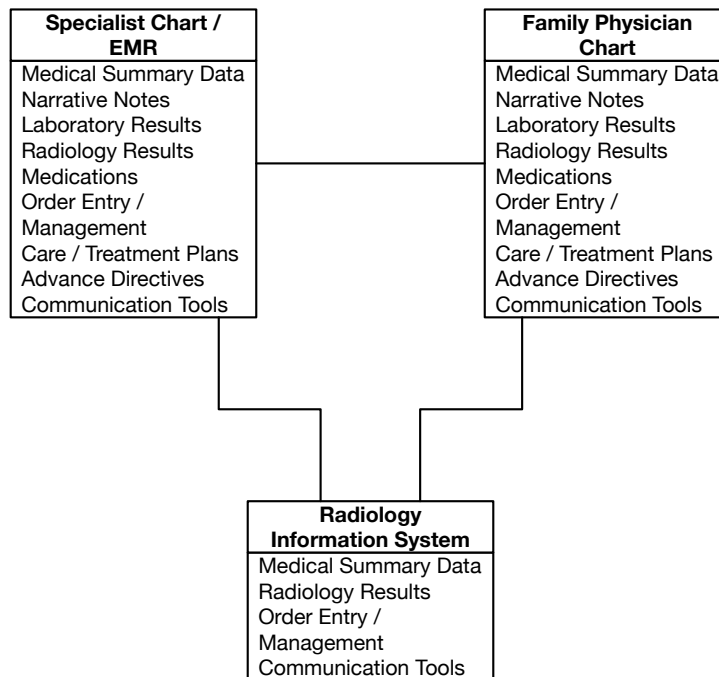 Specialist Chart /
EMR
Medical Summary Data
Narrative Notes
Laboratory Results
Radiology Results
Medications
Order Entry /
Management
Care / Treatment Plans
Advance Directives
Communication Tools
Family Physician
Chart
Medical Summary Data
Narrative Notes
Laboratory Results
Radiology Results
Medications
Order Entry /
Management
Care / Treatment Plans
Advance Directives
Communication Tools
Radiology
Information System
Medical Summary Data
Radiology Results
Order Entry /
Management
Communication Tools